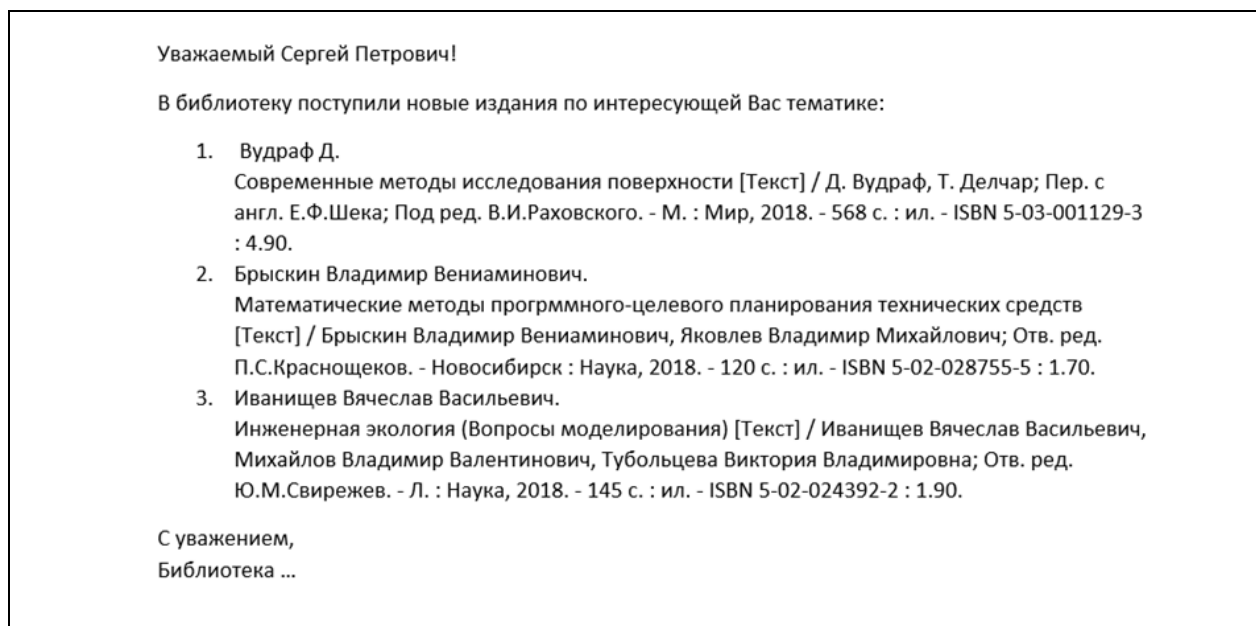 Уважаемый Сергей Петрович!
В библиотеку поступили новые издания по интересующей Вас тематике:
1. Вудраф Д.
Современные методы исследования поверхности [Текст] / Д. Вудраф, Т. Делчар; Пер. с
англ. Е.Ф.Шека; Под ред. В.И.Раховского. - М. : Мир, 2018. - 568 с. : ил. - ISBN 5-03-001129-3
: 4.90.
2. Брыскин Владимир Вениаминович.
Математические методы прогрммного-целевого планирования технических средств
[Текст] / Брыскин Владимир Вениаминович, Яковлев Владимир Михайлович; Отв. ред.
П.С.Краснощеков. - Новосибирск : Наука, 2018. - 120 с. : ил. - ISBN 5-02-028755-5 : 1.70.
3. Иванищев Вячеслав Васильевич.
Инженерная экология (Вопросы моделирования) [Текст] / Иванищев Вячеслав Васильевич,
Михайлов Владимир Валентинович, Тубольцева Виктория Владимировна; Отв. ред.
Ю.М.Свирежев. - Л. : Наука, 2018. - 145 с. : ил. - ISBN 5-02-024392-2 : 1.90.
С уважением,
Библиотека ...